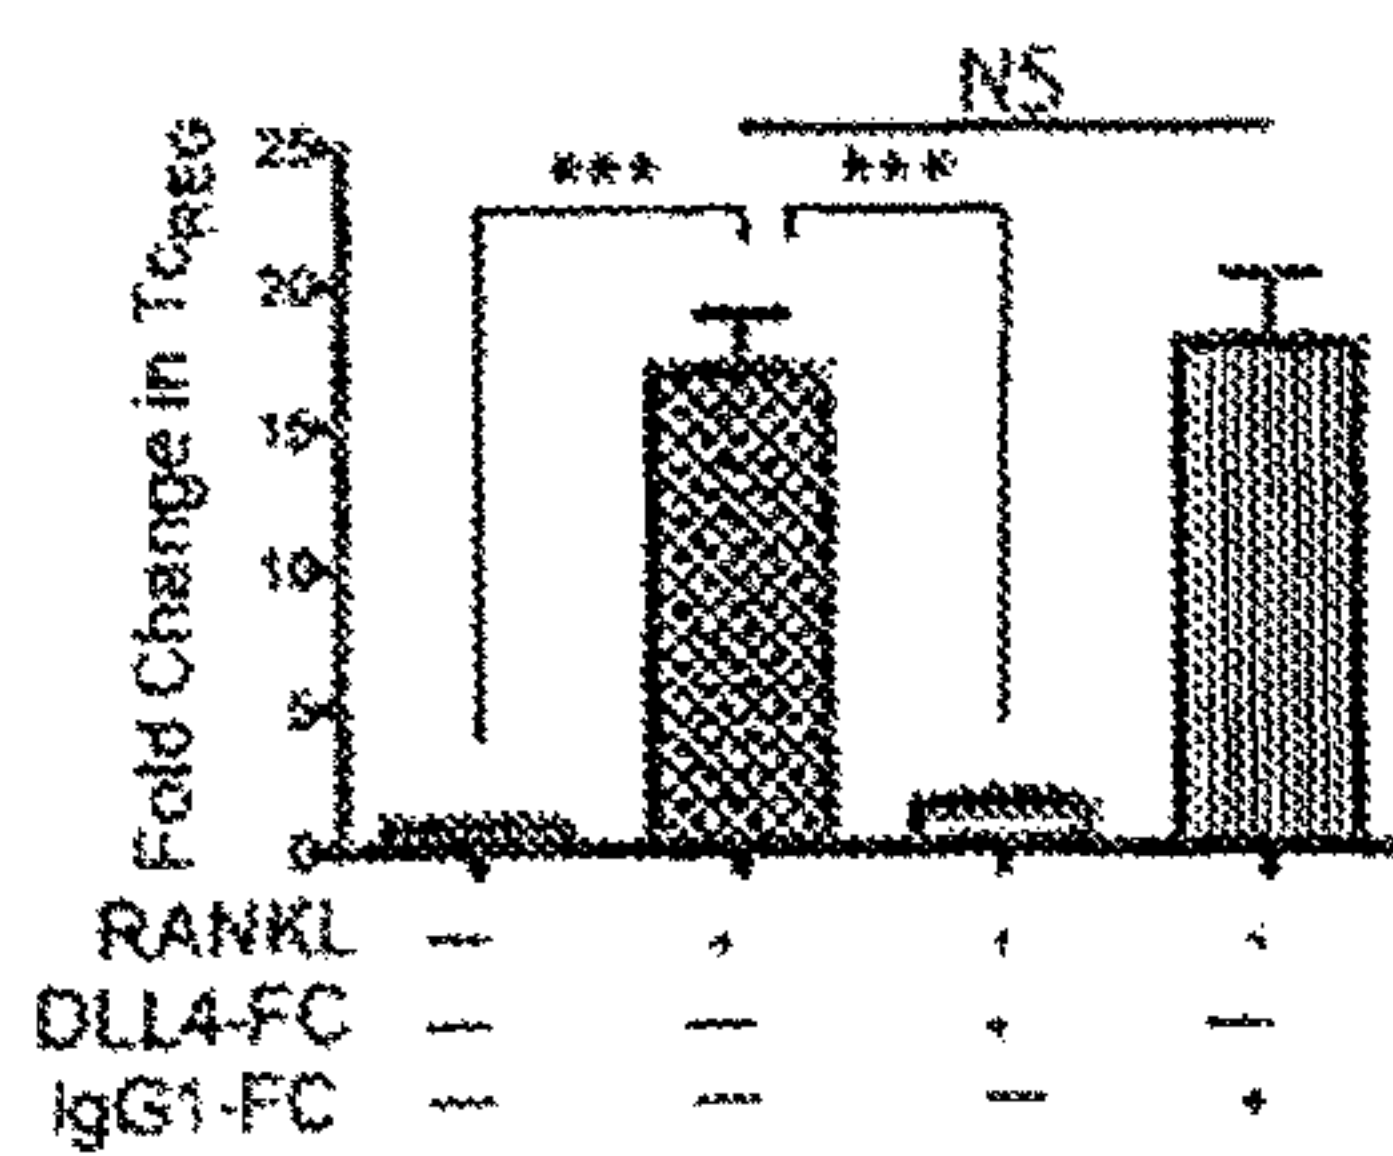 NS
*** ***
Fold Change in TcREG
25
20
15
10
5
0
RANKL — + + +
DLL4-FC — — + —
IgG1-FC — — — +